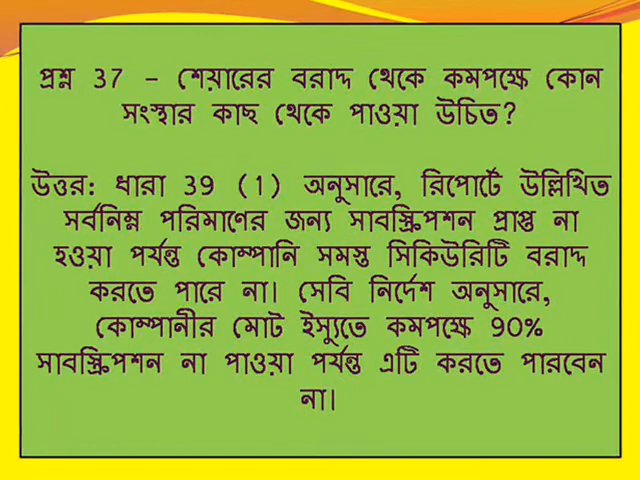 প্রশ্ন 37 – শেয়ারের বরাদ্দ থেকে কমপক্ষে কোন
সংস্থার কাছ থেকে পাওয়া উচিত?
উত্তর: ধারা 39 (1) অনুসারে, রিপোর্টে উল্লিখিত
সর্বনিম্ন পরিমাণের জন্য সাবস্ক্রিপশন প্রাপ্ত না
হওয়া পর্যন্ত কোম্পানি সমস্ত সিকিউরিটি বরাদ্দ
করতে পারে না। সেবি নির্দেশ অনুসারে,
কোম্পানীর মোট ইস্যুতে কমপক্ষে 90%
সাবস্ক্রিপশন না পাওয়া পর্যন্ত এটি করতে পারবেন
না।